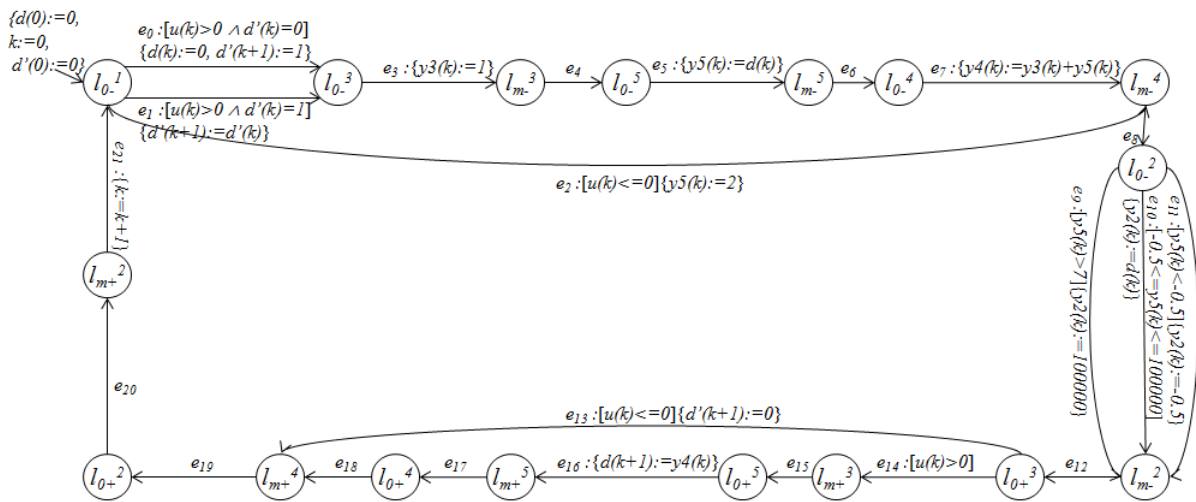 {d(0):=0,
k:=0,
d'(0):=0}
e0 :[u(k)>0 ∧ d'(k)=0]
{d(k):=0, d'(k+1):=1}
l0-^1
l0-^3
e3 :{y3(k):=1}
lm-^3
e4
l0-^5
e5 :{y5(k):=d(k)}
lm-^5
e6
l0-^4
e7 :{y4(k):=y3(k)+y5(k)}
lm-^4
e1 :[u(k)>0 ∧ d'(k)=1]
{d'(k+1):=d'(k)}
e2 :[u(k)<=0]{y5(k):=2}
e8
l0-^2
e9 :[y5(k)>7]{y2(k):=100000}
e10 :[-0.5<=y5(k)<=100000]
{y2(k):=d(k)}
e11 :[y5(k)<-0.5]{y2(k):=-0.5}
e21 :{k:=k+1}
lm+^2
e20
e13 :[u(k)<=0]{d'(k+1):=0}
l0+^2
e19
lm+^4
e18
l0+^4
e17
lm+^5
e16 :{d(k+1):=y4(k)}
l0+^5
e15
lm+^3
e14 :[u(k)>0]
l0+^3
e12
lm-^2